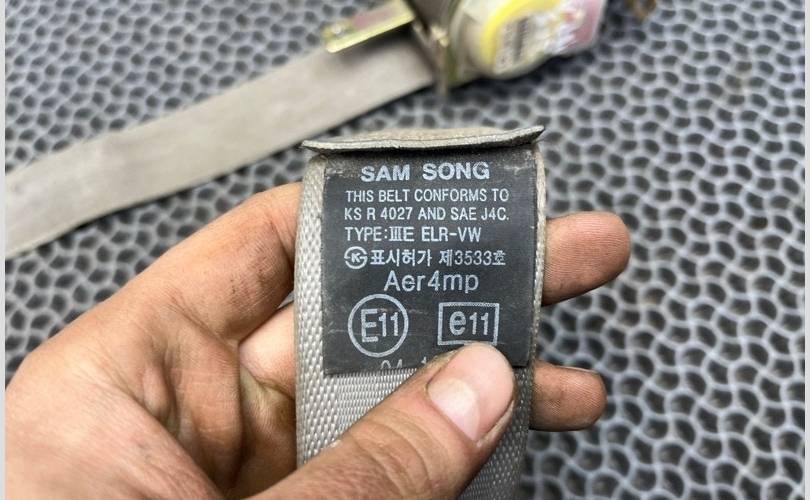 SAM SONG
THIS BELT CONFORMS TO
KS R 4027 AND SAE J4C.
TYPE:ⅢE ELR-VW
Ⓚ표시허가 제3533호
Aer4mp
E11 e11